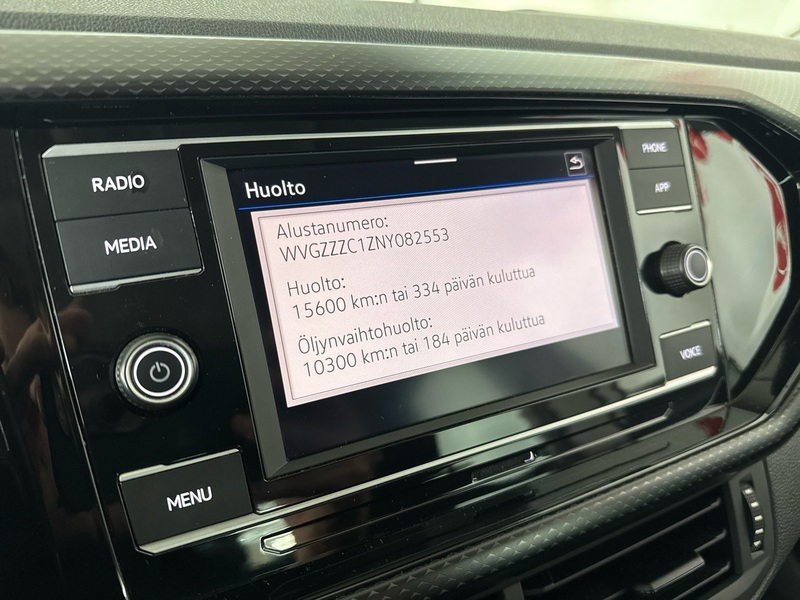 RADIO
MEDIA
MENU
Huolto
Alustanumero:
WVGZZZC1ZNY082553
Huolto:
15600 km:n tai 334 päivän kuluttua
Öljynvaihtohuolto:
10300 km:n tai 184 päivän kuluttua
PHONE
APP
VOICE